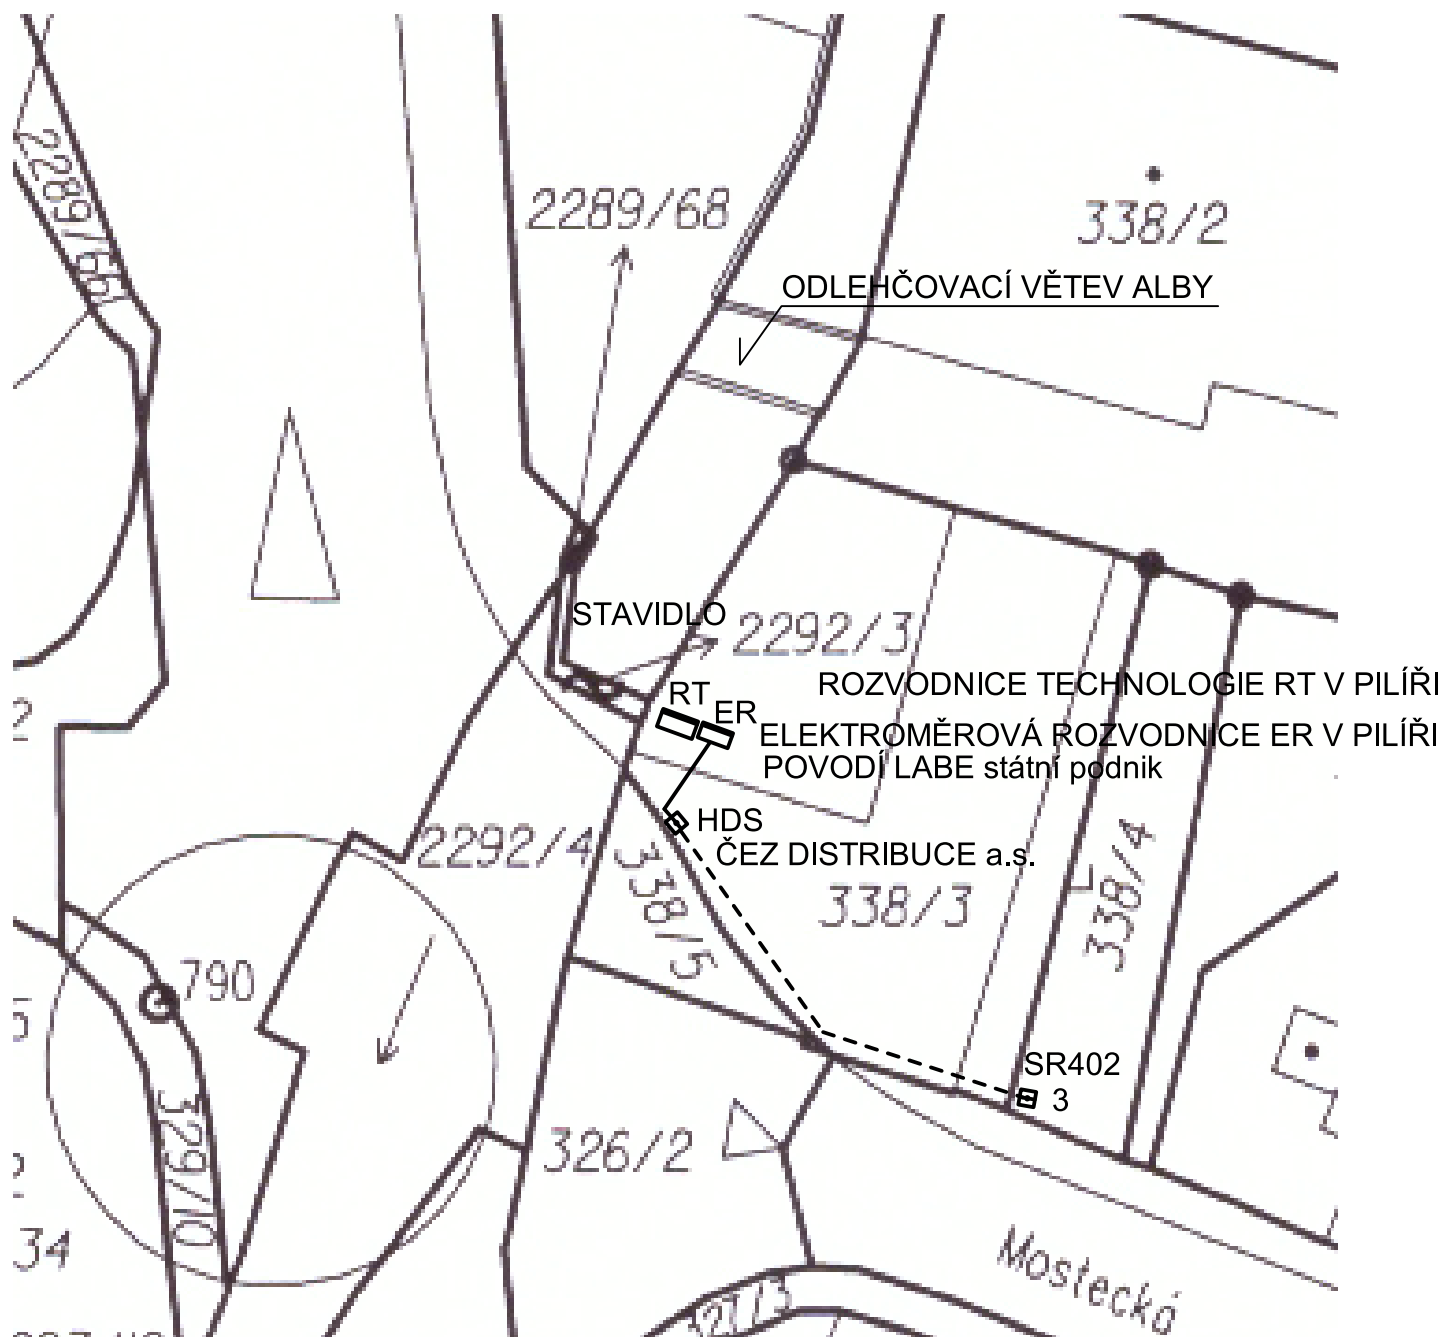 2289/66
2289/68
338/2
ODLEHČOVACÍ VĚTEV ALBY
STAVIDLO
2292/3
RT
ROZVODNICE TECHNOLOGIE RT V PILÍŘI
ER
ELEKTROMĚROVÁ ROZVODNICE ER V PILÍŘI
POVODÍ LABE státní podnik
HDS
ČEZ DISTRIBUCE a.s.
2292/4
338/5
338/3
338/4
790
SR402
3
329/10
326/2
34
Mostecká
327/3